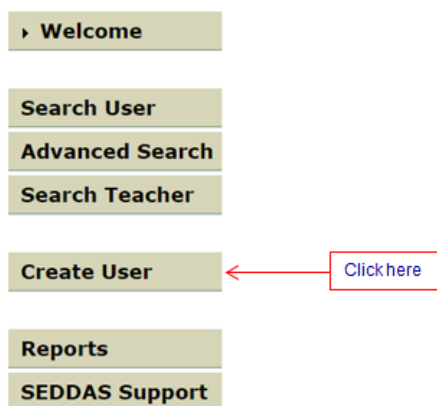 Welcome
Search User
Advanced Search
Search Teacher
Create User
Click here
Reports
SEDDAS Support